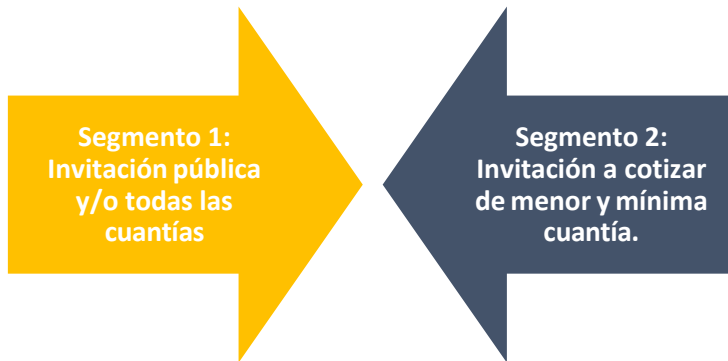 Segmento 1:
Invitación pública
y/o todas las
cuantías
Segmento 2:
Invitación a cotizar
de menor y mínima
cuantía.